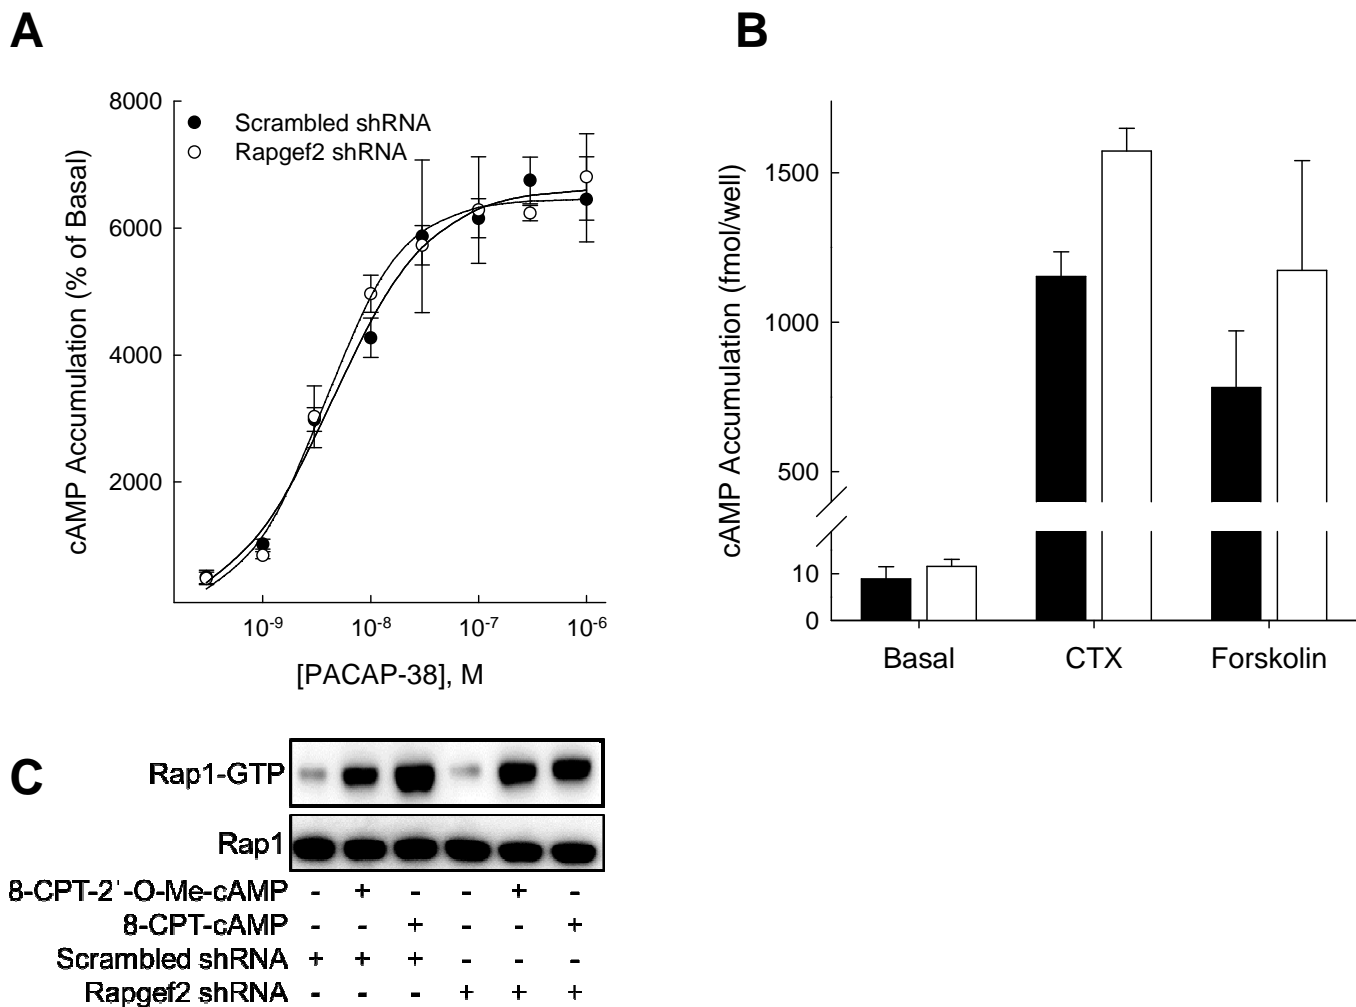 A
B
8000
6000
4000
2000
cAMP Accumulation (% of Basal)
Scrambled shRNA
Rapgef2 shRNA
10-9
10-8
10-7
10-6
[PACAP-38], M
cAMP Accumulation (fmol/well)
1500
1000
500
10
0
Basal
CTX
Forskolin
C
Rap1-GTP
Rap1
8-CPT-2'-O-Me-cAMP - + - - + -
8-CPT-cAMP - - + - - +
Scrambled shRNA + + + - - -
Rapgef2 shRNA - - - + + +